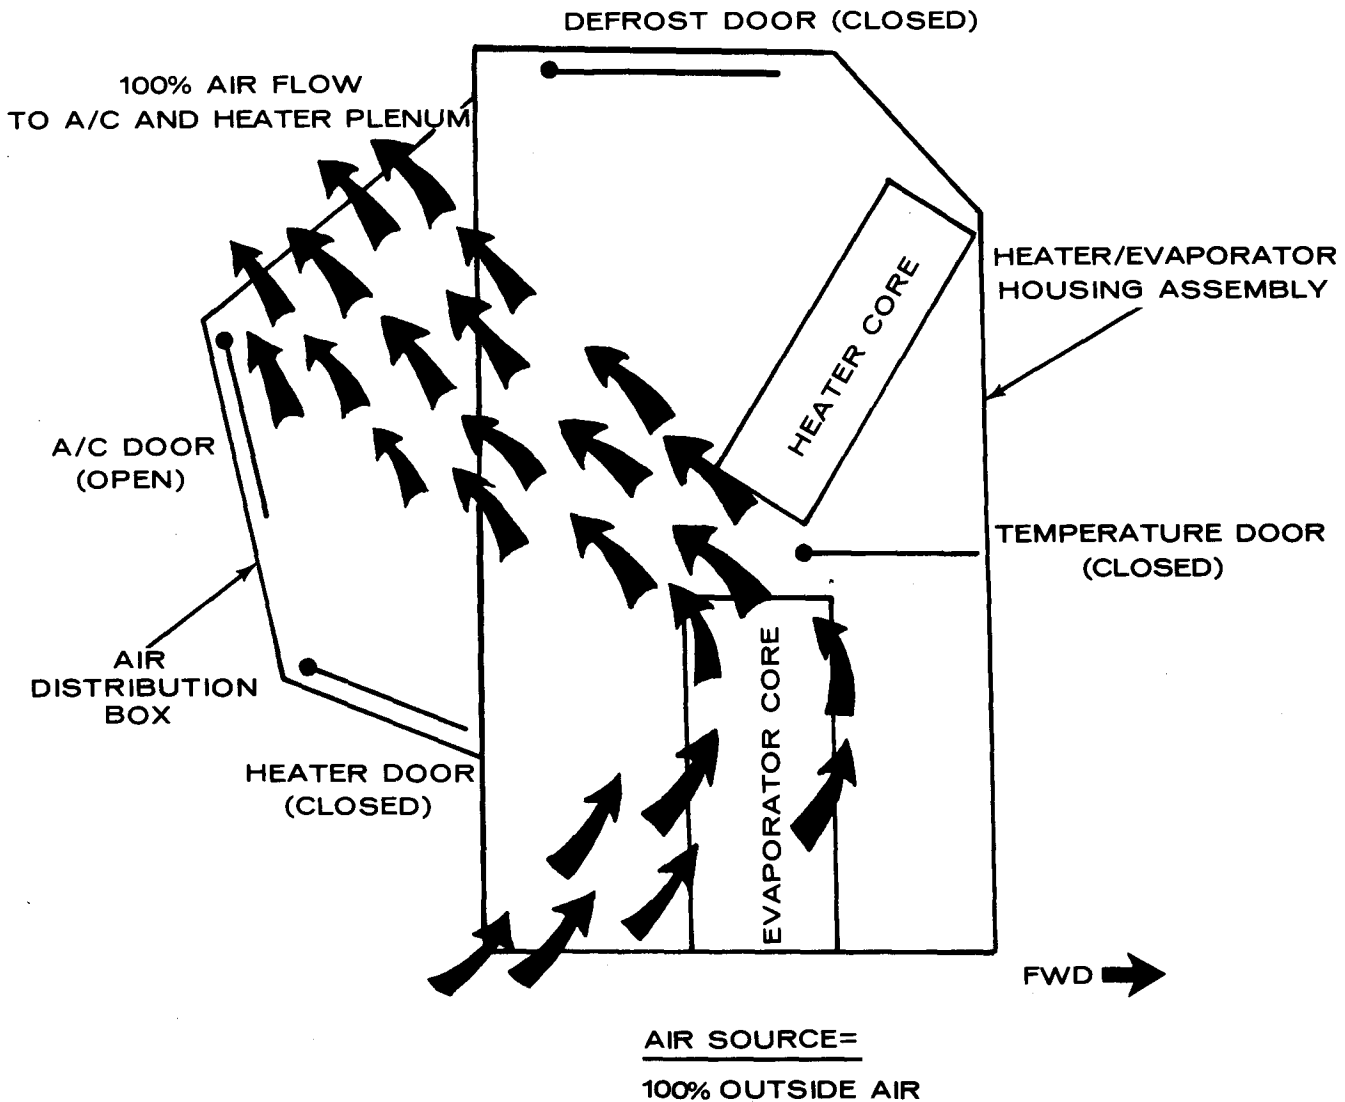 DEFROST DOOR (CLOSED)
100% AIR FLOW
TO A/C AND HEATER PLENUM
HEATER/EVAPORATOR
HOUSING ASSEMBLY
HEATER CORE
A/C DOOR
(OPEN)
TEMPERATURE DOOR
(CLOSED)
AIR
DISTRIBUTION
BOX
EVAPORATOR CORE
HEATER DOOR
(CLOSED)
FWD
AIR SOURCE=
100% OUTSIDE AIR